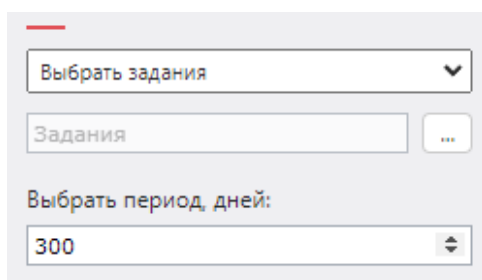 Выбрать задания
Задания
...
Выбрать период, дней:
300